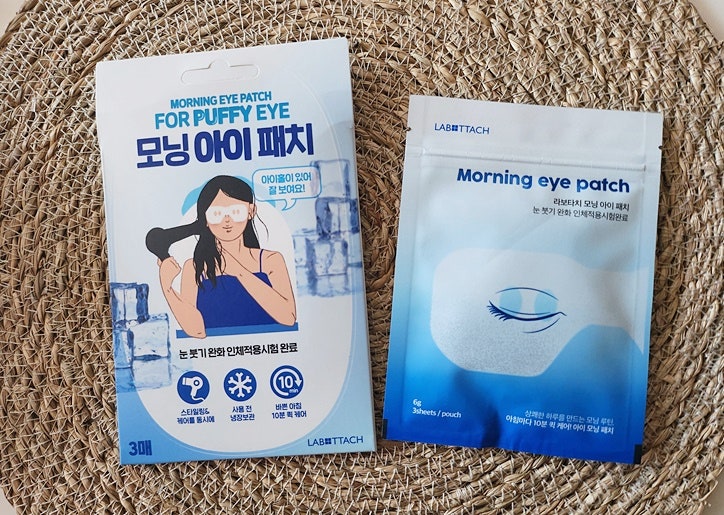 MORNING EYE PATCH
FOR PUFFY EYE
모닝 아이 패치
아이홀이 있어
잘 보여요!
눈 붓기 완화 인체적용시험 완료
10
min
스타일링&
케어를 동시에
사용 전
냉장보관
바쁜 아침
10분 퀵 케어
3매
LABOTTACH
LABOTTACH
Morning eye patch
라보타치 모닝 아이 패치
눈 붓기 완화 인체적용시험완료
6g
3sheets / pouch
상쾌한 하루를 만드는 모닝 루틴,
아침마다 10분 퀵 케어! 아이 모닝 패치